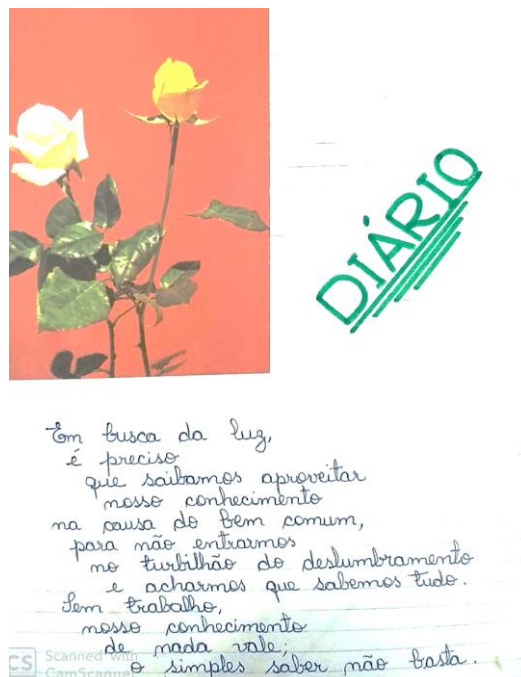 DIÁRIO
Em busca da luz,
é preciso
que saibamos aproveitar
nosso conhecimento
na causa do bem comum,
para não entrarmos
no turbilhão do deslumbramento
e acharmos que sabemos tudo.
Sem trabalho,
nosso conhecimento
de nada vale;
o simples saber não basta.
CS Scanned with
CamScanner